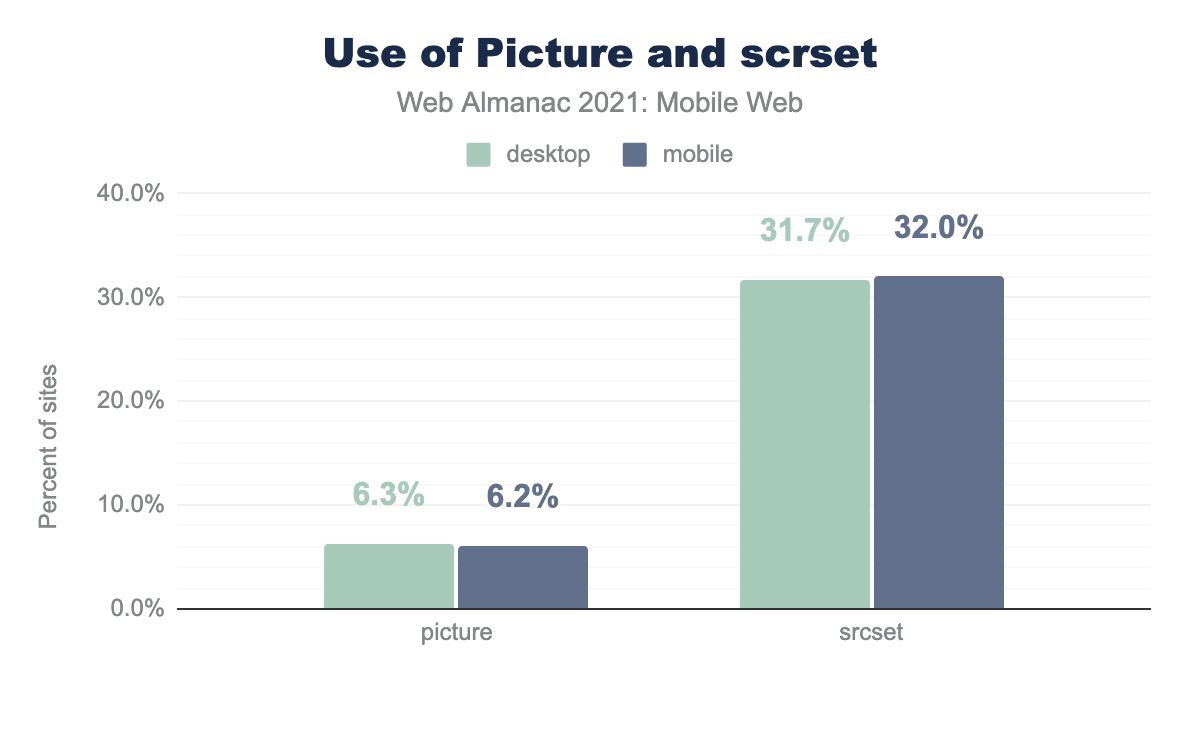 Use of Picture and scrset
Web Almanac 2021: Mobile Web
desktop mobile
40.0%
31.7% 32.0%
30.0%
20.0%
6.3% 6.2%
10.0%
0.0%
Percent of sites
picture srcset